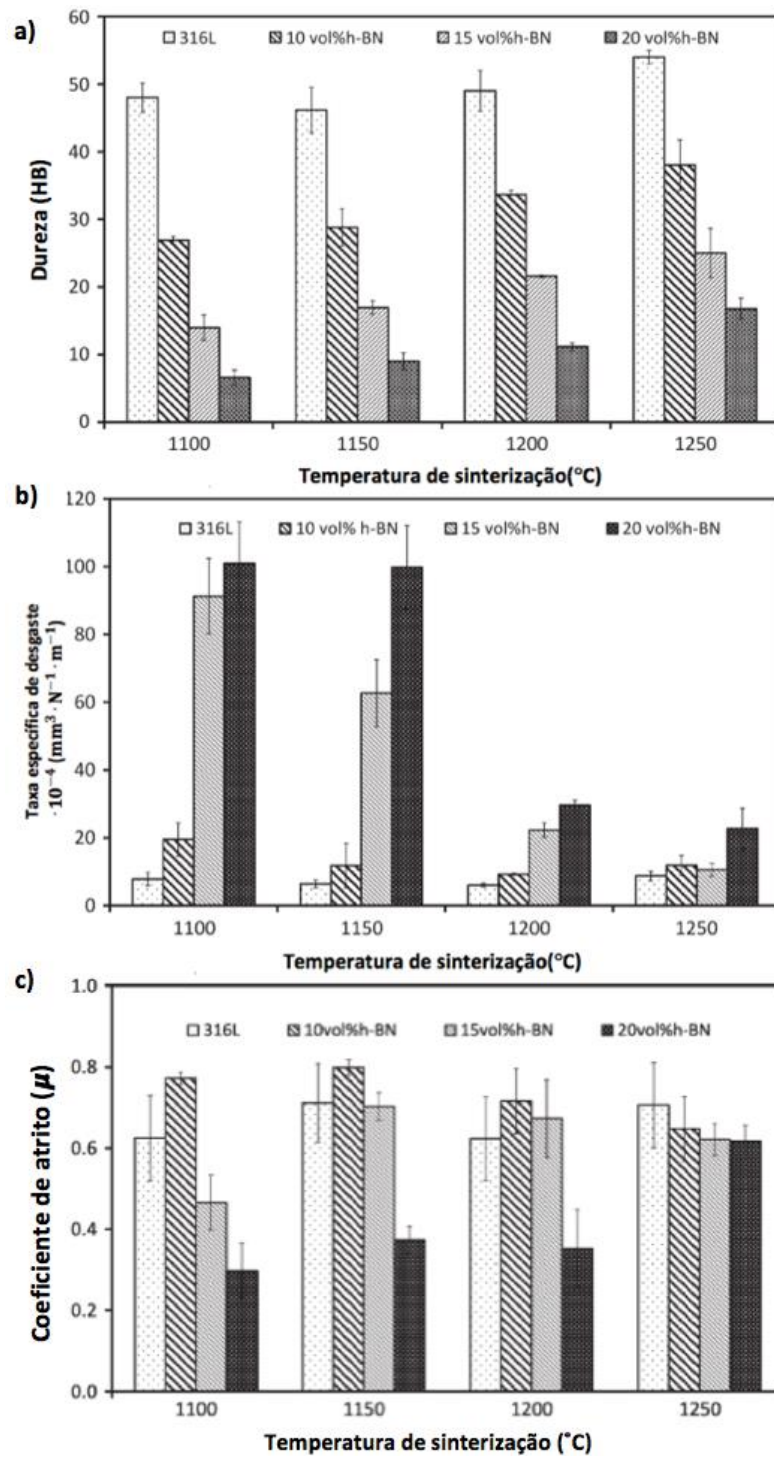 a)
60
50
40
30
20
10
0
Dureza (HB)
316L 10 vol%h-BN 15 vol%h-BN 20 vol%h-BN
1100 1150 1200 1250
Temperatura de sinterização(°C)
b)
120
100
80
60
40
20
0
Taxa específica de desgaste
·10⁻⁴ (mm³ · N⁻¹ · m⁻¹)
316L 10 vol% h-BN 15 vol%h-BN 20 vol%h-BN
1100 1150 1200 1250
Temperatura de sinterização(°C)
c)
1.0
0.8
0.6
0.4
0.2
0.0
Coeficiente de atrito (μ)
316L 10vol%h-BN 15vol%h-BN 20vol%h-BN
1100 1150 1200 1250
Temperatura de sinterização (˚C)